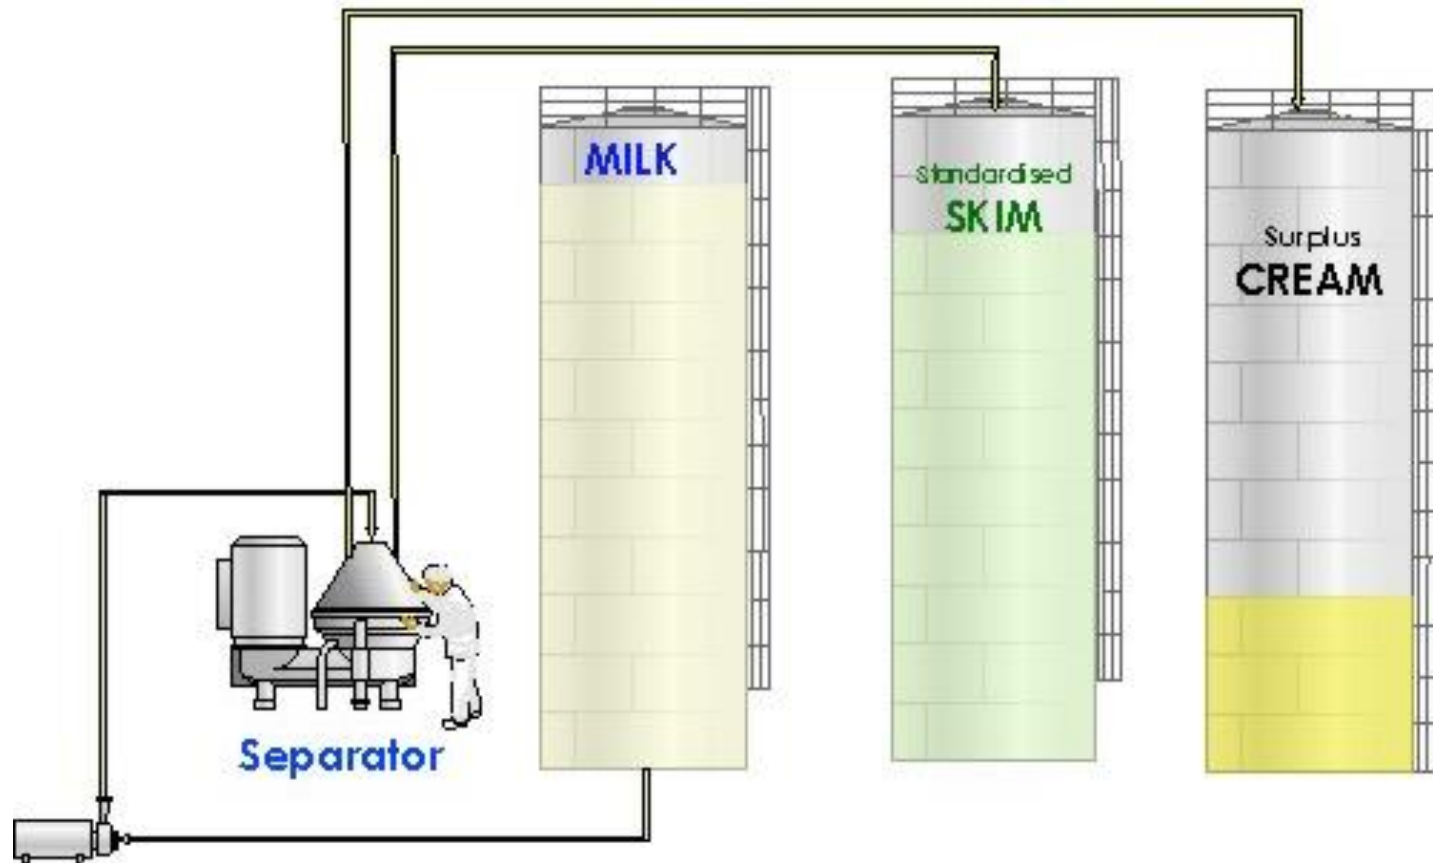 MILK
Standardised
SKIM
Surplus
CREAM
Separator